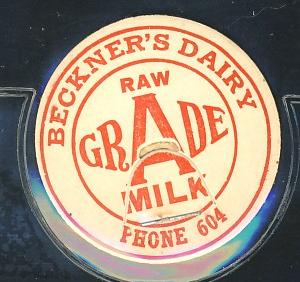 BECKNER'S DAIRY
RAW
GRADE
MILK
PHONE 604